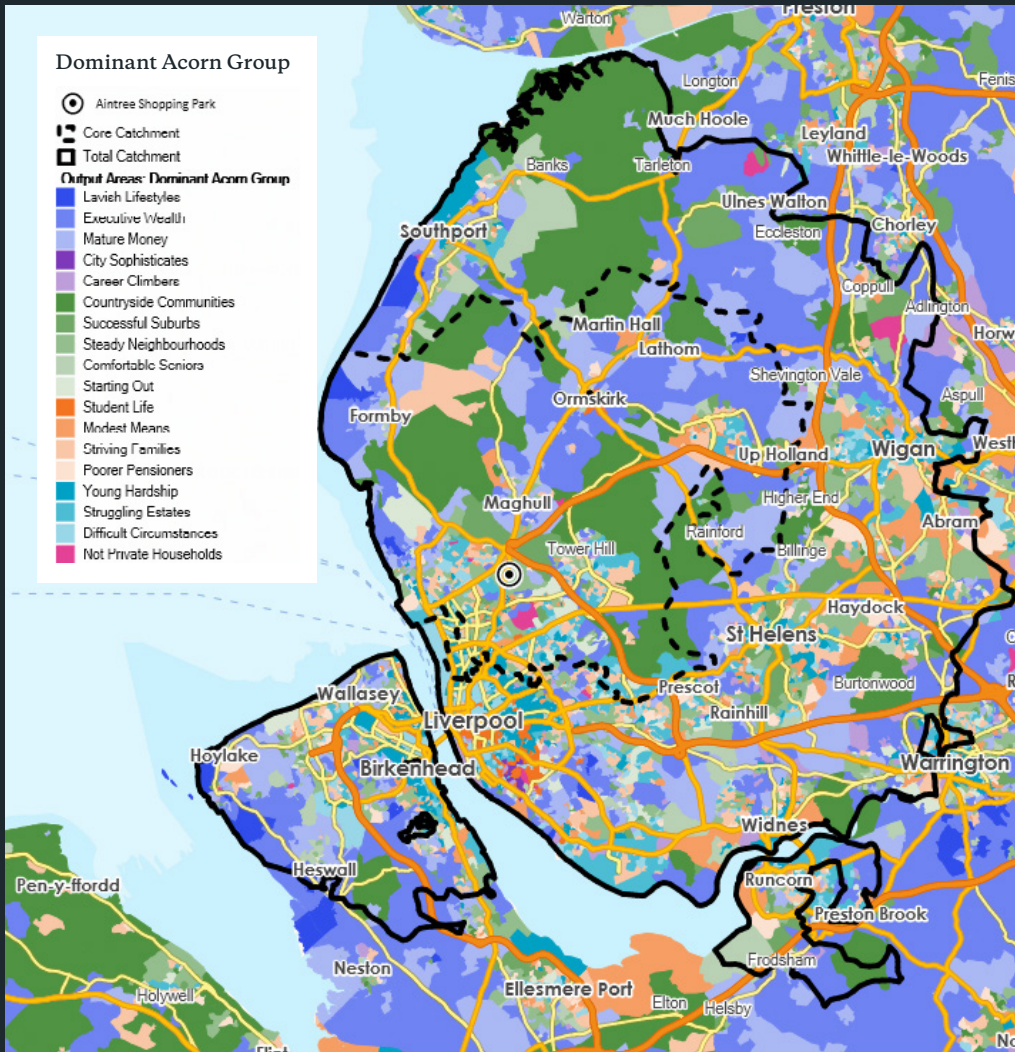 Dominant Acorn Group
Aintree Shopping Park
Core Catchment
Total Catchment
Output Areas: Dominant Acorn Group
Lavish Lifestyles
Executive Wealth
Mature Money
City Sophisticates
Career Climbers
Countryside Communities
Successful Suburbs
Steady Neighbourhoods
Comfortable Seniors
Starting Out
Student Life
Modest Means
Striving Families
Poorer Pensioners
Young Hardship
Struggling Estates
Difficult Circumstances
Not Private Households
Preston
Warton
Longton
Fenis
Much Hoole
Leyland
Whittle-le-Woods
Banks
Tarleton
Ulnes Walton
Eccleston
Chorley
Southport
Coppull
Adlington
Martin Hall
Horw
Lathom
Shevington Vale
Aspull
Ormskirk
Formby
Up Holland
Wigan
Westh
Maghull
Higher End
Abram
Rainford
Tower Hill
Billinge
Haydock
St Helens
Prescot
Burtonwood
Wallasey
Rainhill
Liverpool
Hoylake
Birkenhead
Warrington
Widnes
Heswall
Runcorn
Pen-y-ffordd
Preston Brook
Neston
Frodsham
Holywell
Ellesmere Port
Elton
Helsby
Flint